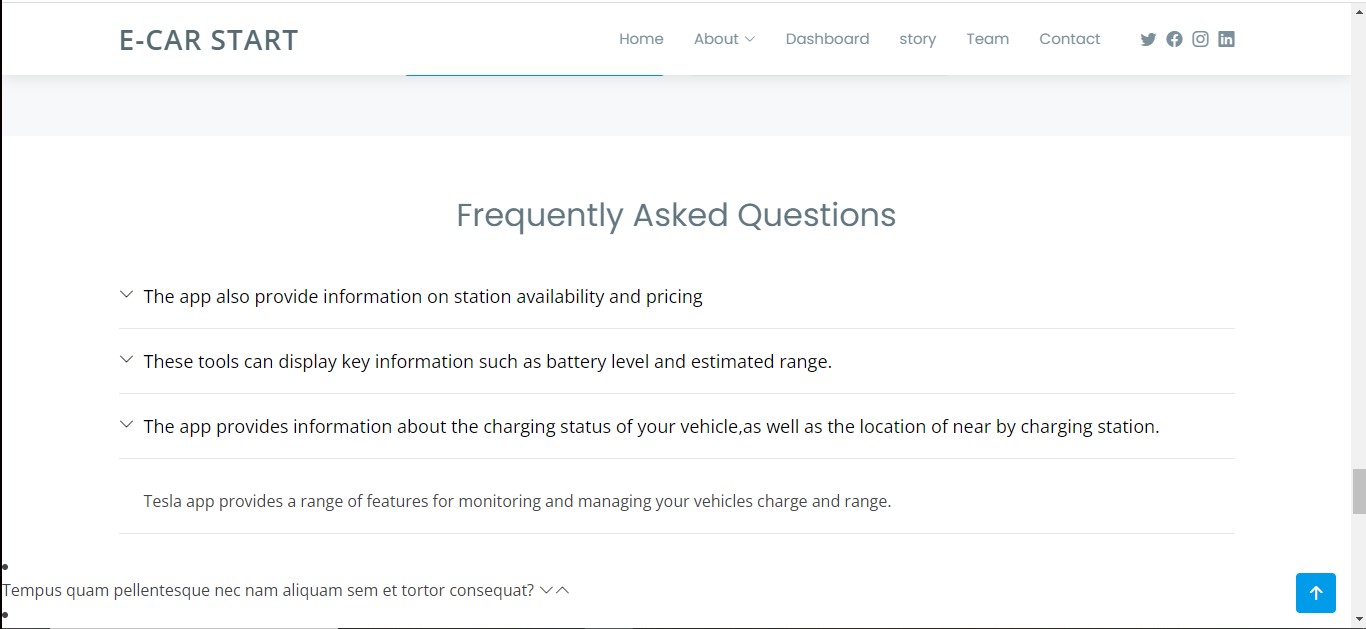 E-CAR START
Home About Dashboard story Team Contact
Frequently Asked Questions
The app also provide information on station availability and pricing
These tools can display key information such as battery level and estimated range.
The app provides information about the charging status of your vehicle,as well as the location of near by charging station.
Tesla app provides a range of features for monitoring and managing your vehicles charge and range.
Tempus quam pellentesque nec nam aliquam sem et tortor consequat?